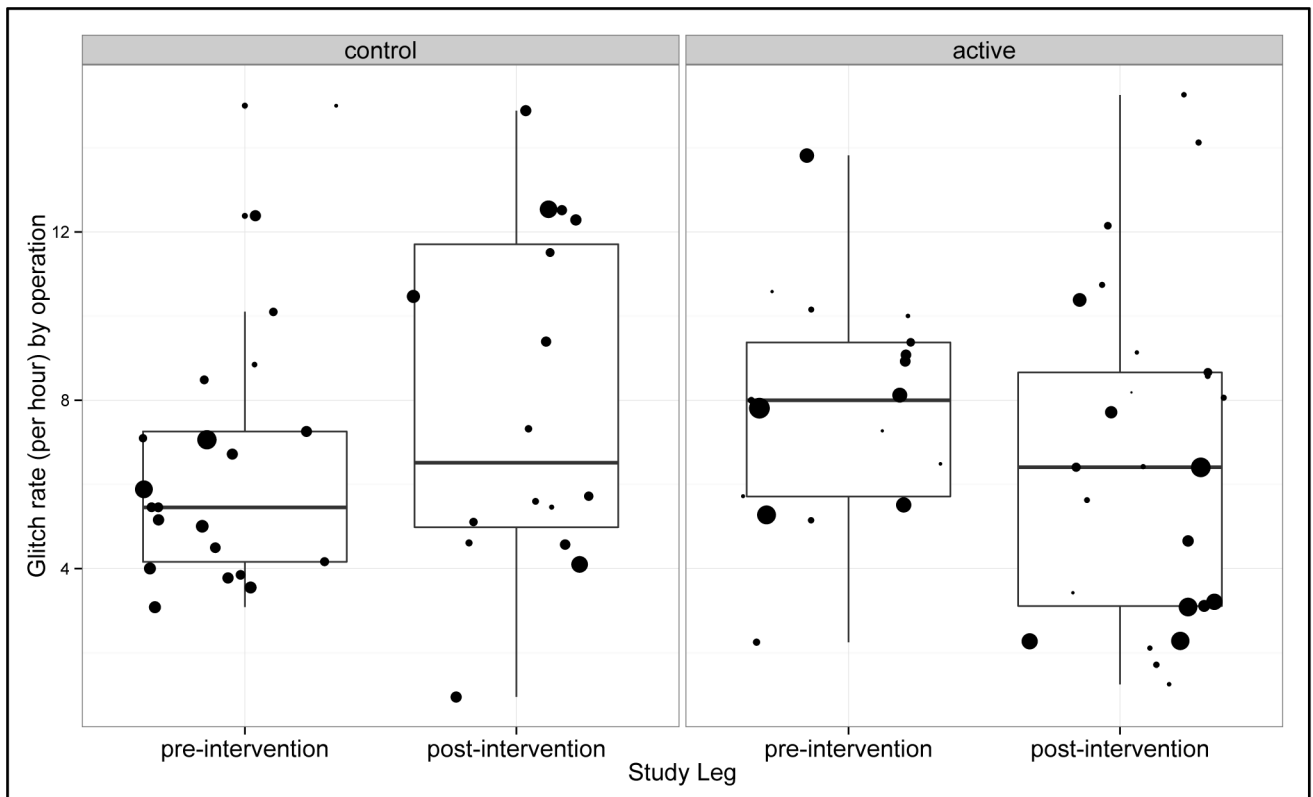 control
active
Glitch rate (per hour) by operation
12
8
4
pre-intervention
post-intervention
pre-intervention
post-intervention
Study Leg